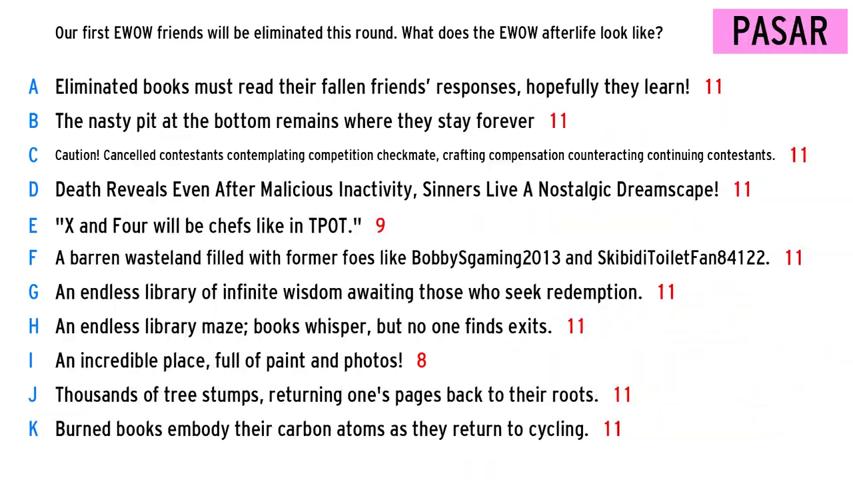 Our first EWOW friends will be eliminated this round. What does the EWOW afterlife look like?
PASAR
A Eliminated books must read their fallen friends' responses, hopefully they learn! 11
B The nasty pit at the bottom remains where they stay forever 11
C Caution! Cancelled contestants contemplating competition checkmate, crafting compensation counteracting continuing contestants. 11
D Death Reveals Even After Malicious Inactivity, Sinners Live A Nostalgic Dreamscape! 11
E "X and Four will be chefs like in TPOT." 9
F A barren wasteland filled with former foes like BobbySgaming2013 and SkibidiToiletFan84122. 11
G An endless library of infinite wisdom awaiting those who seek redemption. 11
H An endless library maze; books whisper, but no one finds exits. 11
I An incredible place, full of paint and photos! 8
J Thousands of tree stumps, returning one's pages back to their roots. 11
K Burned books embody their carbon atoms as they return to cycling. 11